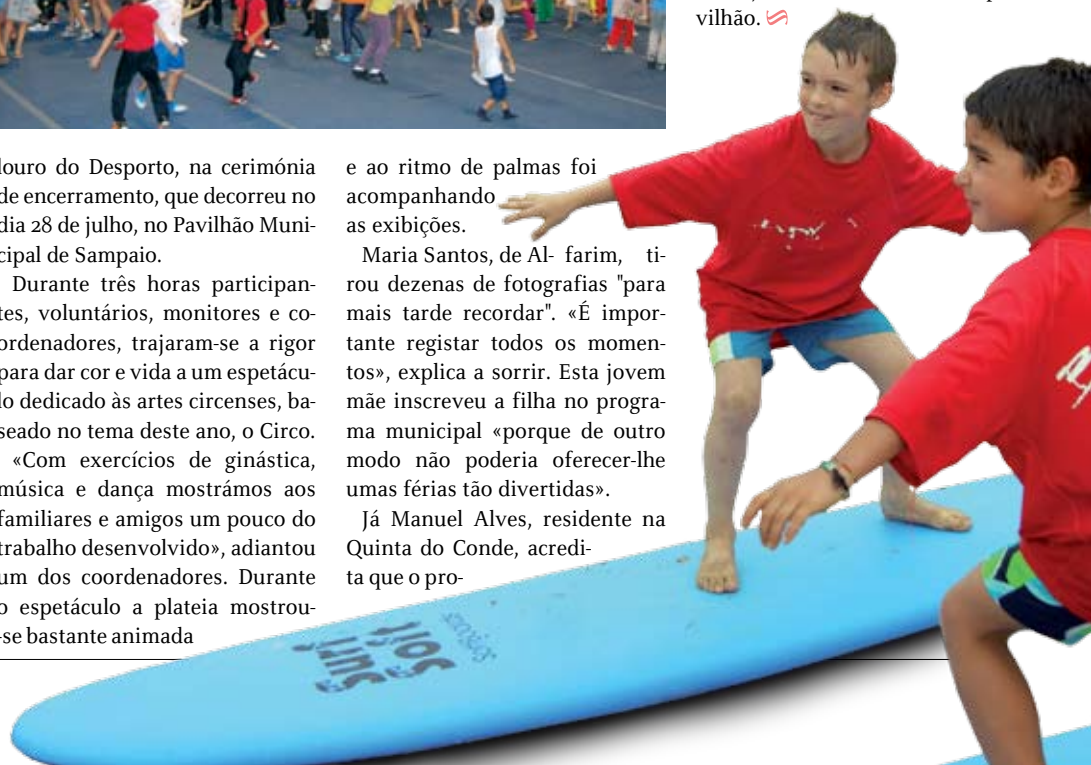 louro do Desporto, na cerimónia
de encerramento, que decorreu no
dia 28 de julho, no Pavilhão Muni-
cipal de Sampaio.
Durante três horas participan-
tes, voluntários, monitores e co-
ordenadores, trajaram-se a rigor
para dar cor e vida a um espetácu-
lo dedicado às artes circenses, ba-
seado no tema deste ano, o Circo.
«Com exercícios de ginástica,
música e dança mostrámos aos
familiares e amigos um pouco do
trabalho desenvolvido», adiantou
um dos coordenadores. Durante
o espetáculo a plateia mostrou-
-se bastante animada
e ao ritmo de palmas foi
acompanhando
as exibições.
Maria Santos, de Al- farim, ti-
rou dezenas de fotografias "para
mais tarde recordar". «É impor-
tante registar todos os momen-
tos», explica a sorrir. Esta jovem
mãe inscreveu a filha no progra-
ma municipal «porque de outro
modo não poderia oferecer-lhe
umas férias tão divertidas».
Já Manuel Alves, residente na
Quinta do Conde, acredi-
ta que o pro-
vilhão.
Surf
Soft